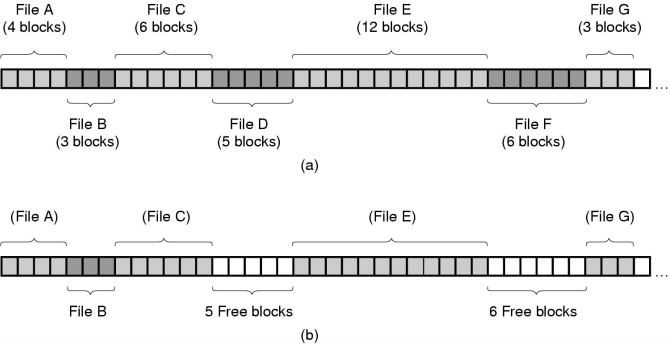 File A
(4 blocks)
File C
(6 blocks)
File E
(12 blocks)
File G
(3 blocks)
...
File B
(3 blocks)
File D
(5 blocks)
File F
(6 blocks)
(a)
(File A)
(File C)
(File E)
(File G)
...
File B
5 Free blocks
6 Free blocks
(b)